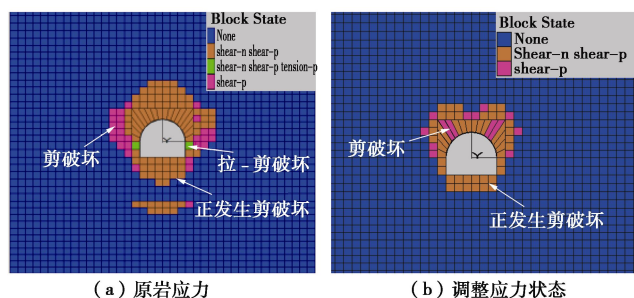 Block State
None
shear-n shear-p
shear-n shear-p tension-p
shear-p
剪破坏
拉-剪破坏
正发生剪破坏
(a)原岩应力
Block State
None
Shear-n shear-p
shear-p
剪破坏
正发生剪破坏
(b)调整应力状态